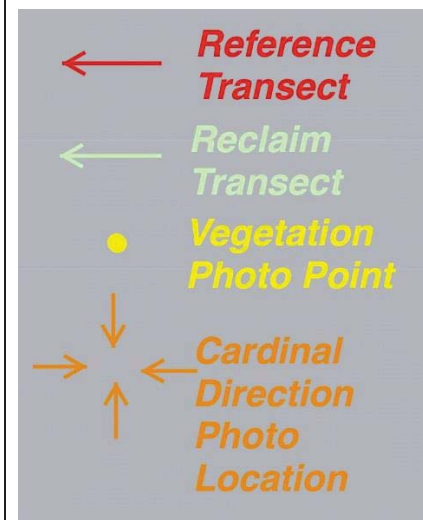 Reference
Transect
Reclaim
Transect
Vegetation
Photo Point
Cardinal
Direction
Photo
Location